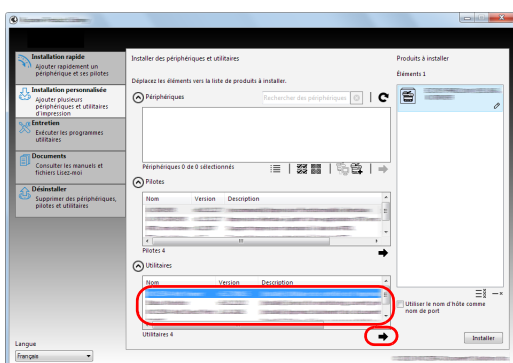 Installation rapide
Ajouter rapidement un
périphérique et ses pilotes
Installation personnalisée
Ajouter plusieurs
périphériques et utilitaires
d'impression
Entretien
Exécuter les programmes
utilitaires
Documents
Consulter les manuels et
fichiers Lisez-moi
Désinstaller
Supprimer des périphériques,
pilotes et utilitaires
Langue
Français
Installer des périphériques et utilitaires
Déplacez les éléments vers la liste de produits à installer.
Périphériques
Rechercher des périphériques
Périphériques 0 de 0 sélectionnés
Pilotes
Nom Version Description
Pilotes 4
Utilitaires
Nom Version Description
Utilitaires 4
Produits à installer
Éléments 1
Utiliser le nom d'hôte comme
nom de port
Installer